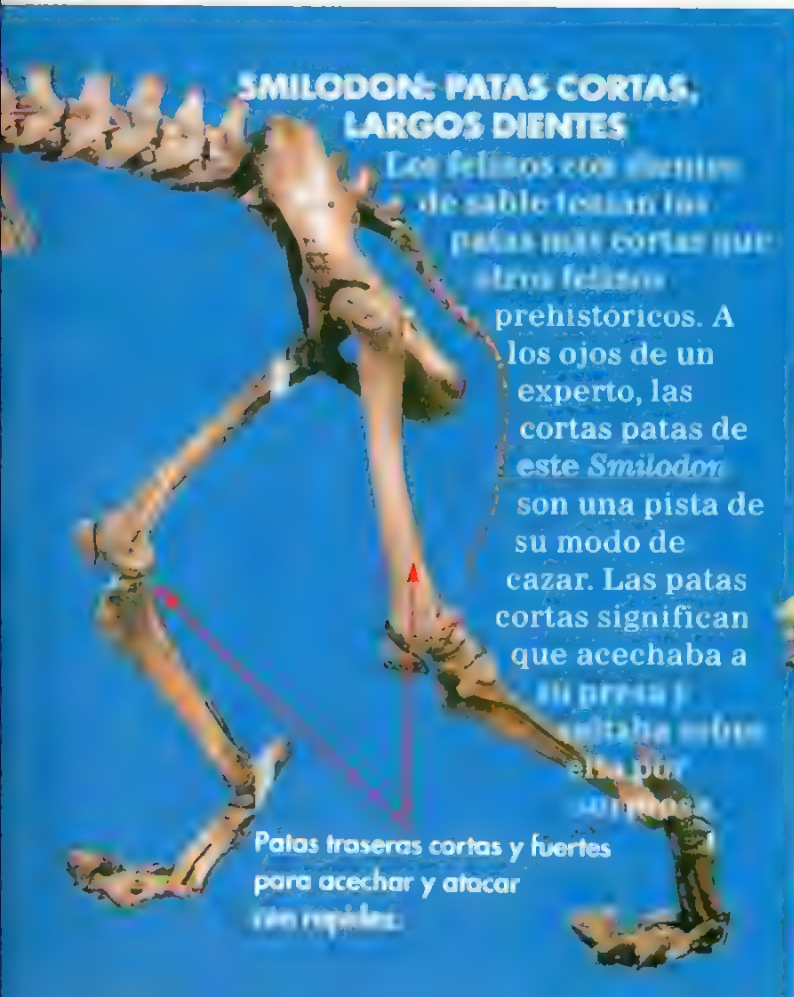 SMILODON: PATAS CORTAS,
LARGOS DIENTES
Los felinos con dientes
de sable tenían las
patas más cortas que
otros felinos
prehistóricos. A
los ojos de un
experto, las
cortas patas de
este Smilodon
son una pista de
su modo de
cazar. Las patas
cortas significan
que acechaba a
su presa y
saltaba sobre
ella por
sorpresa.
Patas traseras cortas y fuertes
para acechar y atacar
con rapidez.